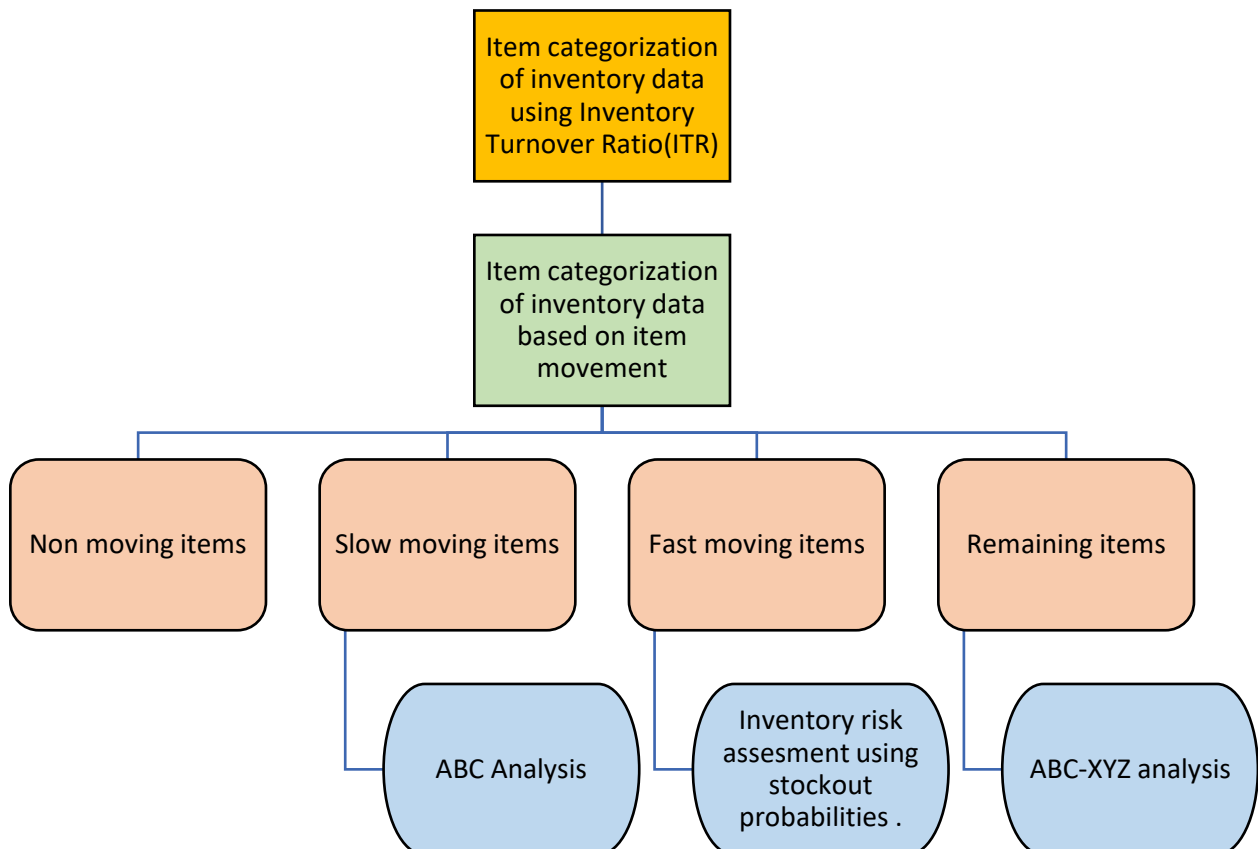 Item categorization
of inventory data
using Inventory
Turnover Ratio(ITR)
Item categorization
of inventory data
based on item
movement
Non moving items
Slow moving items
Fast moving items
Remaining items
ABC Analysis
Inventory risk
assesment using
stockout
probabilities .
ABC-XYZ analysis